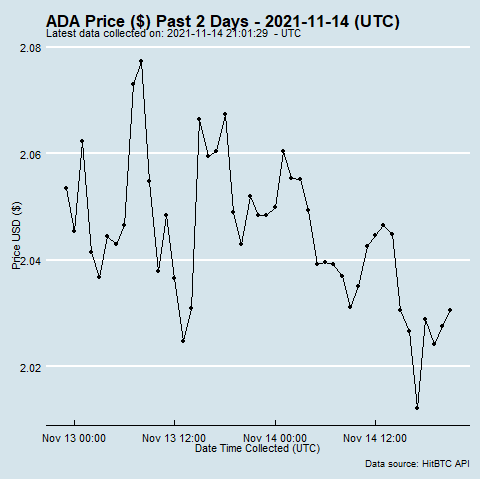 ADA Price ($) Past 2 Days - 2021-11-14 (UTC)
Latest data collected on: 2021-11-14 21:01:29  - UTC
2.08
2.06
2.04
2.02
Price USD ($)
Nov 13 00:00
Nov 13 12:00
Nov 14 00:00
Nov 14 12:00
Date Time Collected (UTC)
Data source: HitBTC API